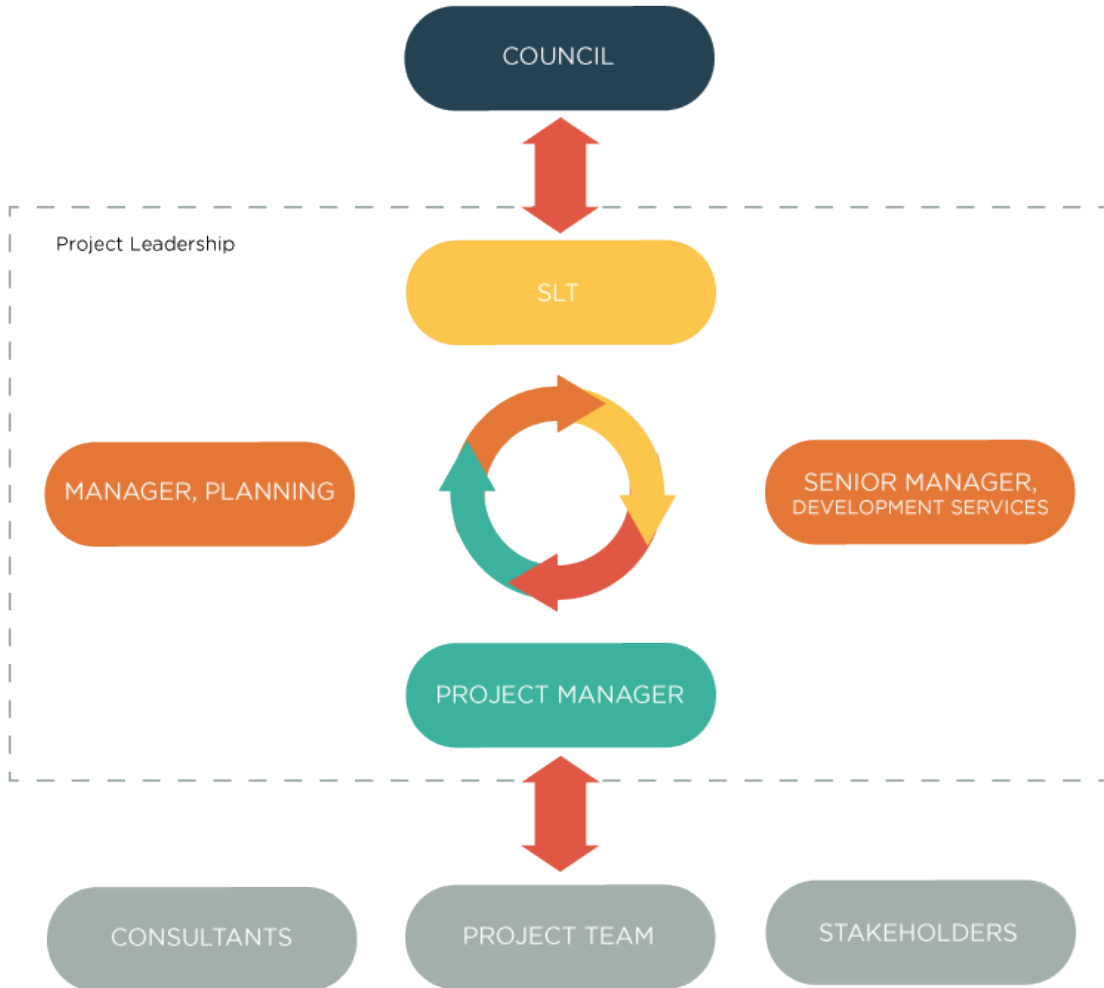 COUNCIL
Project Leadership
SLT
MANAGER, PLANNING
SENIOR MANAGER,
DEVELOPMENT SERVICES
PROJECT MANAGER
CONSULTANTS
PROJECT TEAM
STAKEHOLDERS